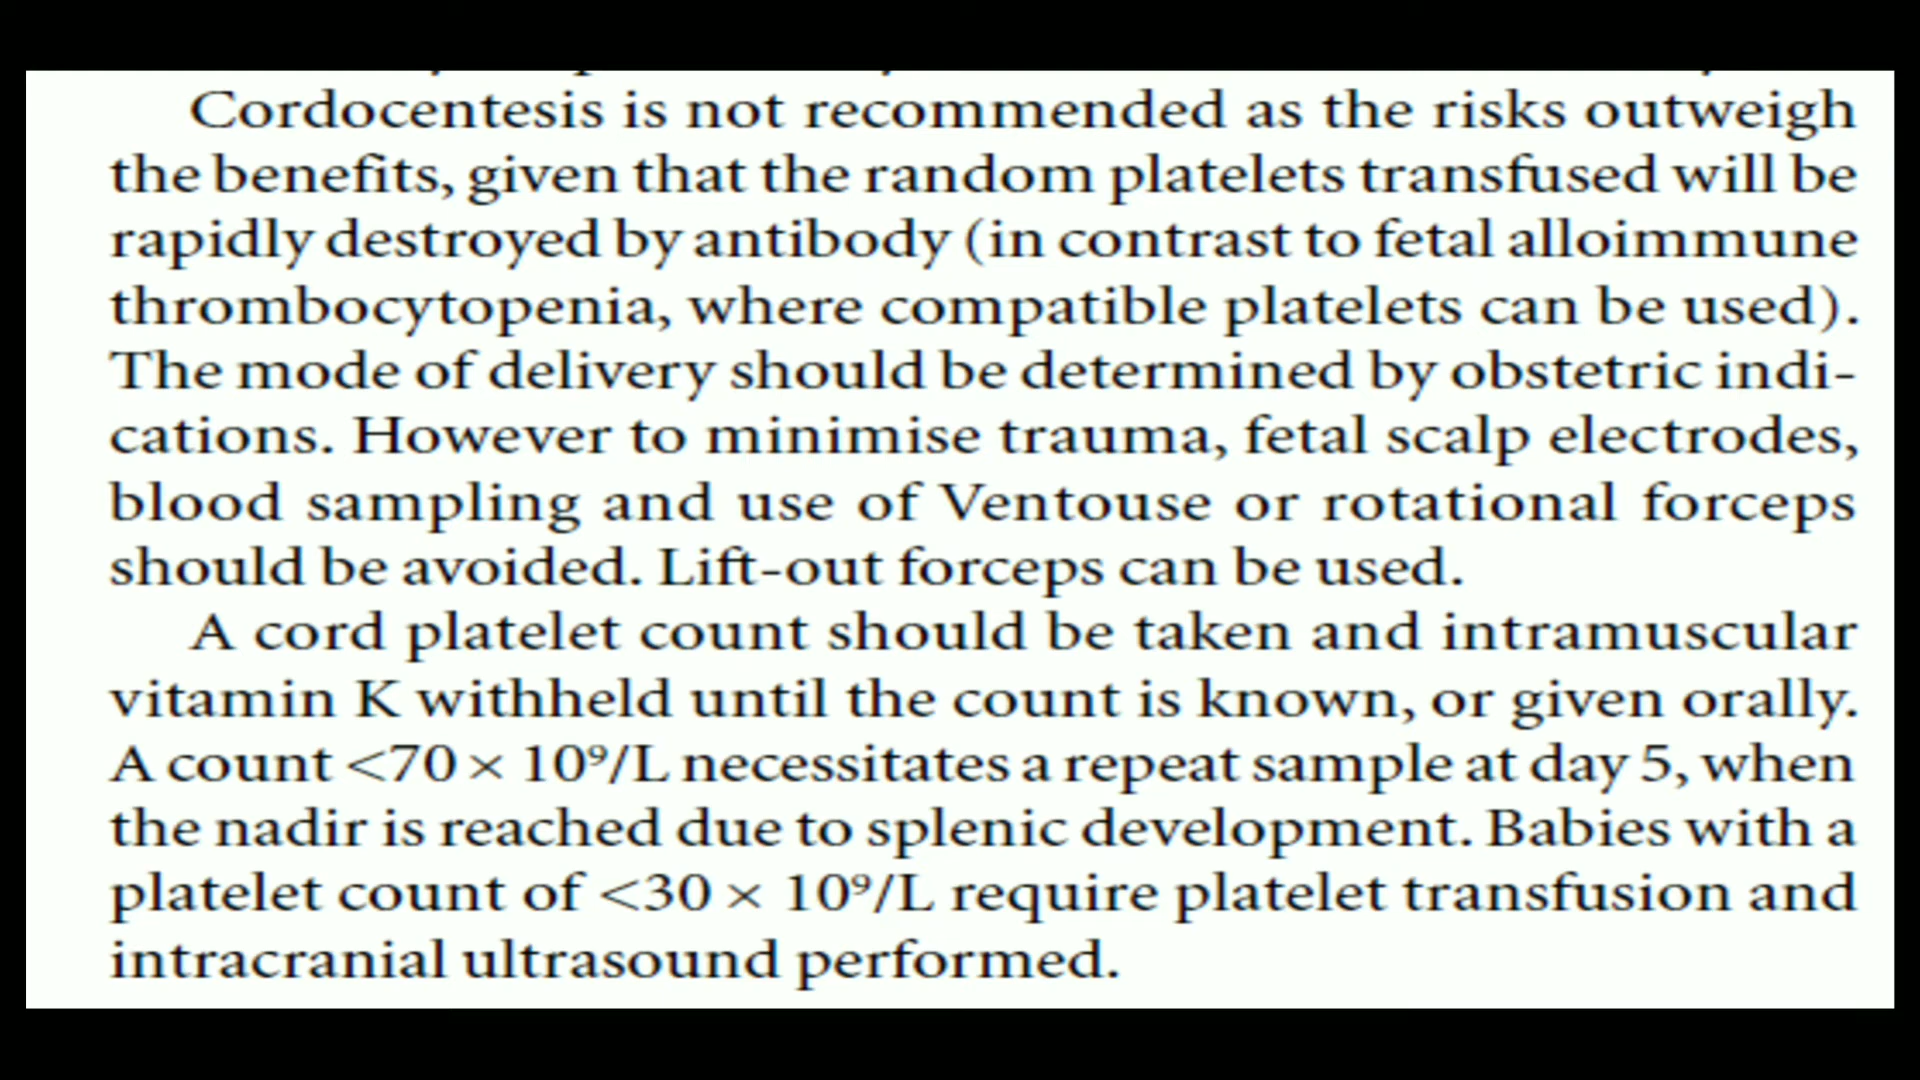 Cordocentesis is not recommended as the risks outweigh
the benefits, given that the random platelets transfused will be
rapidly destroyed by antibody (in contrast to fetal alloimmune
thrombocytopenia, where compatible platelets can be used).
The mode of delivery should be determined by obstetric indi-
cations. However to minimise trauma, fetal scalp electrodes,
blood sampling and use of Ventouse or rotational forceps
should be avoided. Lift-out forceps can be used.
A cord platelet count should be taken and intramuscular
vitamin K withheld until the count is known, or given orally.
A count <70 × 10⁹/L necessitates a repeat sample at day 5, when
the nadir is reached due to splenic development. Babies with a
platelet count of <30 × 10⁹/L require platelet transfusion and
intracranial ultrasound performed.